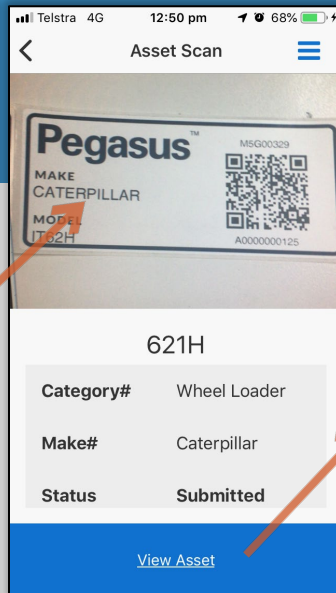 Telstra 4G 12:50 pm 68%
Asset Scan
Pegasus™
M5G00329
MAKE
CATERPILLAR
MODEL
IT62H
A0000000125
621H
Category# Wheel Loader
Make# Caterpillar
Status Submitted
View Asset